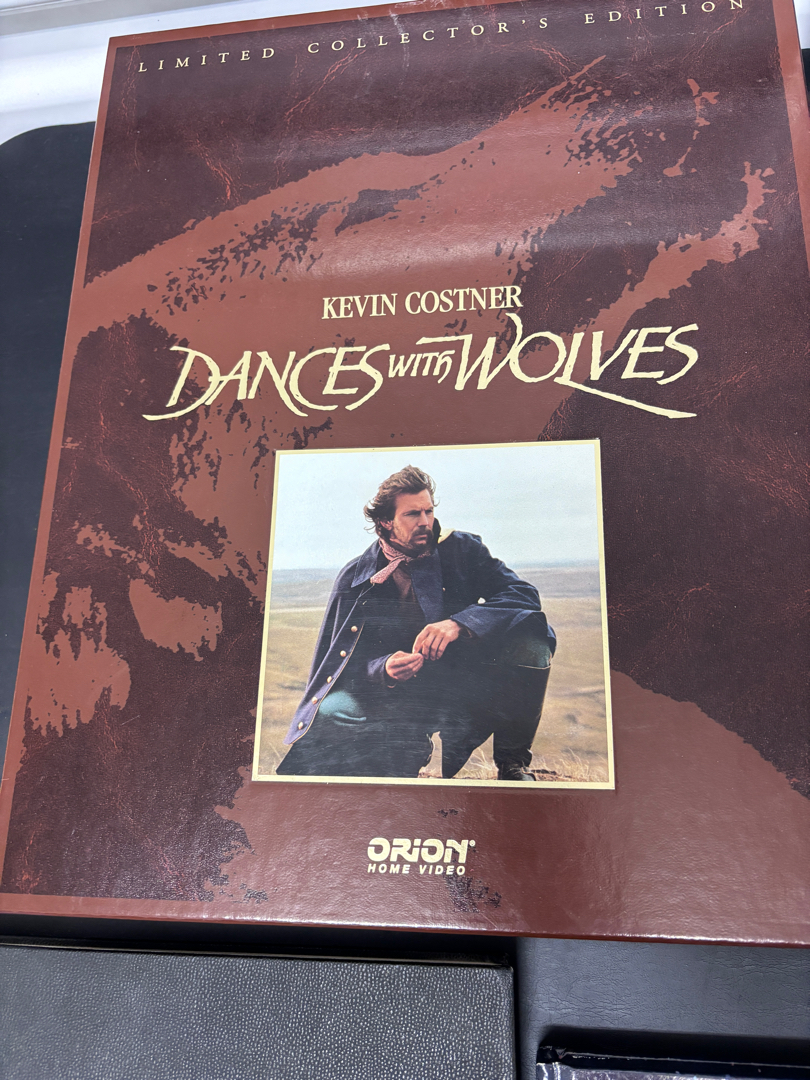 LIMITED COLLECTOR'S EDITION
KEVIN COSTNER
DANCES WITH WOLVES
ORION
HOME VIDEO